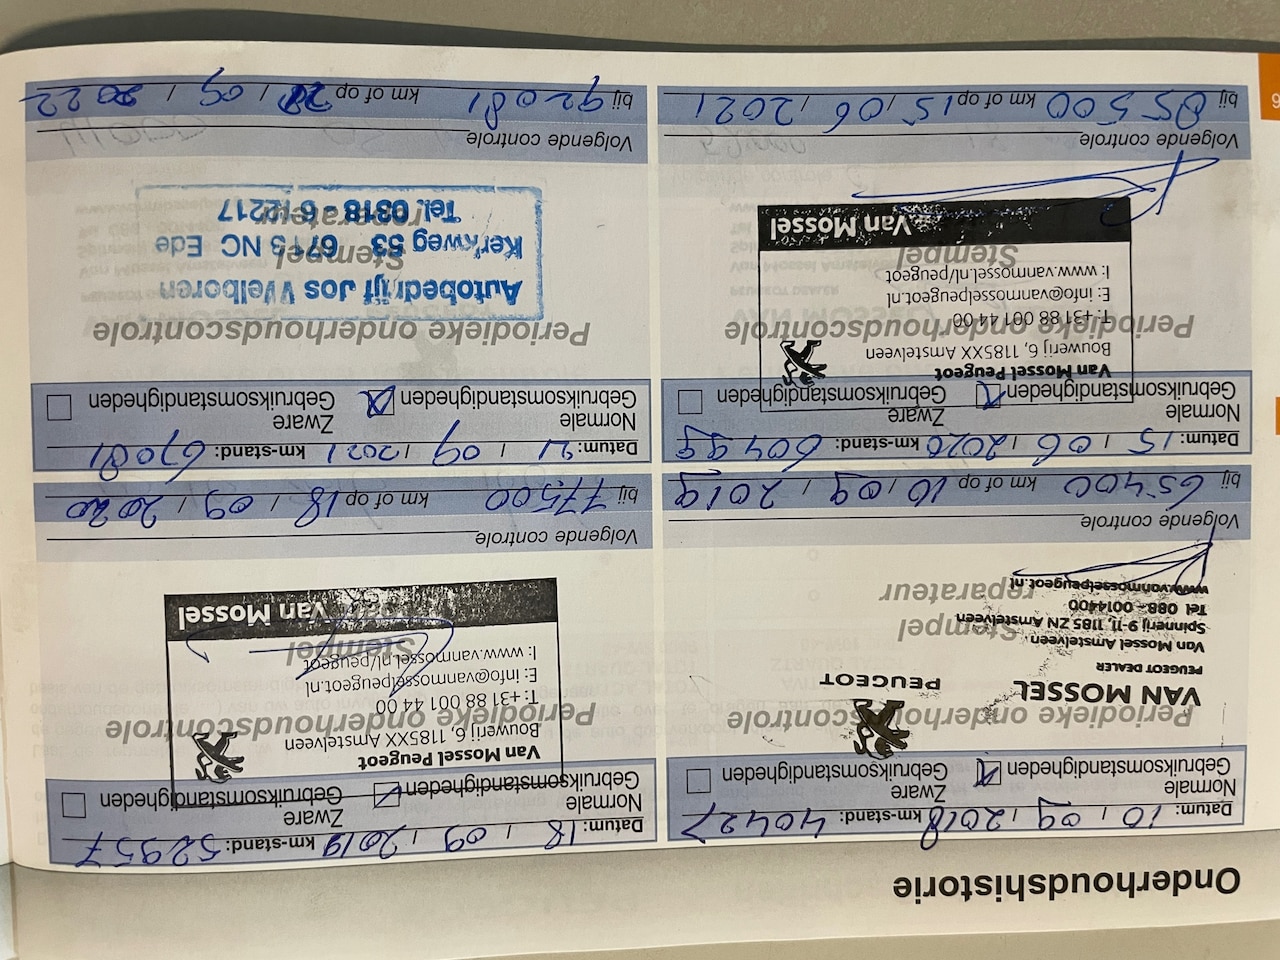 Onderhoudshistorie
Datum: 10 / 09 / 2018 km-stand: 40427
Normale
Gebruiksomstandigheden
Zware
Gebruiksomstandigheden
Periodieke onderhoudscontrole
PEUGEOT
VAN MOSSEL
PEUGEOT DEALER
Van Mossel Amstelveen
Spinnerij 9-11, 1185 ZN Amstelveen
Tel. 088 - 0014400
www.vanmosselpeugeot.nl
Stempel
reparateur
Volgende controle
bij 65400 km of op 10 / 09 / 2019
Datum: 18 / 09 / 2019 km-stand: 52957
Normale
Gebruiksomstandigheden
Zware
Gebruiksomstandigheden
Periodieke onderhoudscontrole
Van Mossel Peugeot
Bouwerij 6, 1185XX Amstelveen
T: +31 88 001 44 00
E: info@vanmosselpeugeot.nl
I: www.vanmossel.nl/peugeot
Van Mossel
Stempel
Volgende controle
bij 77500 km of op 18 / 09 / 2020
Datum: 15 / 06 / 2020 km-stand: 60499
Normale
Gebruiksomstandigheden
Zware
Gebruiksomstandigheden
Periodieke onderhoudscontrole
Van Mossel Peugeot
Bouwerij 6, 1185XX Amstelveen
T: +31 88 001 44 00
E: info@vanmosselpeugeot.nl
I: www.vanmossel.nl/peugeot
Van Mossel
Stempel
Volgende controle
bij 85500 km of op 15 / 06 / 2021
Datum: 21 / 09 / 2021 km-stand: 67081
Normale
Gebruiksomstandigheden
Zware
Gebruiksomstandigheden
Periodieke onderhoudscontrole
Autobedrijf Jos Welboren
Kerkweg 53 6713 NC Ede
Tel. 0318 - 612217
Stempel
reparateur
Volgende controle
bij 92081 km of op 21 / 09 / 2022
6